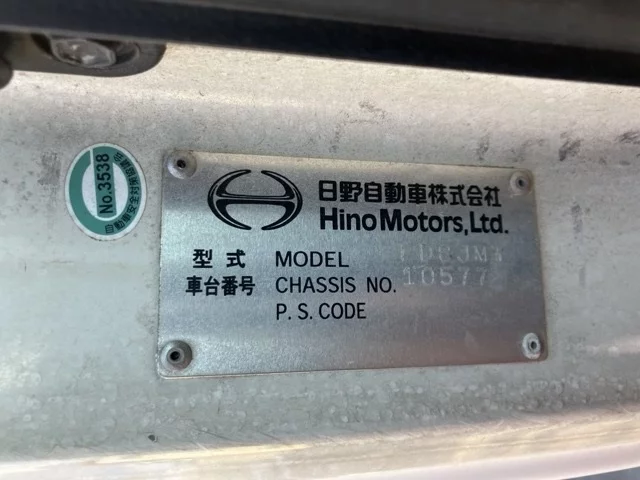 No.3538
日野自動車株式会社
Hino Motors, Ltd.
型式 MODEL
車台番号 CHASSIS NO. 10577
P. S. CODE